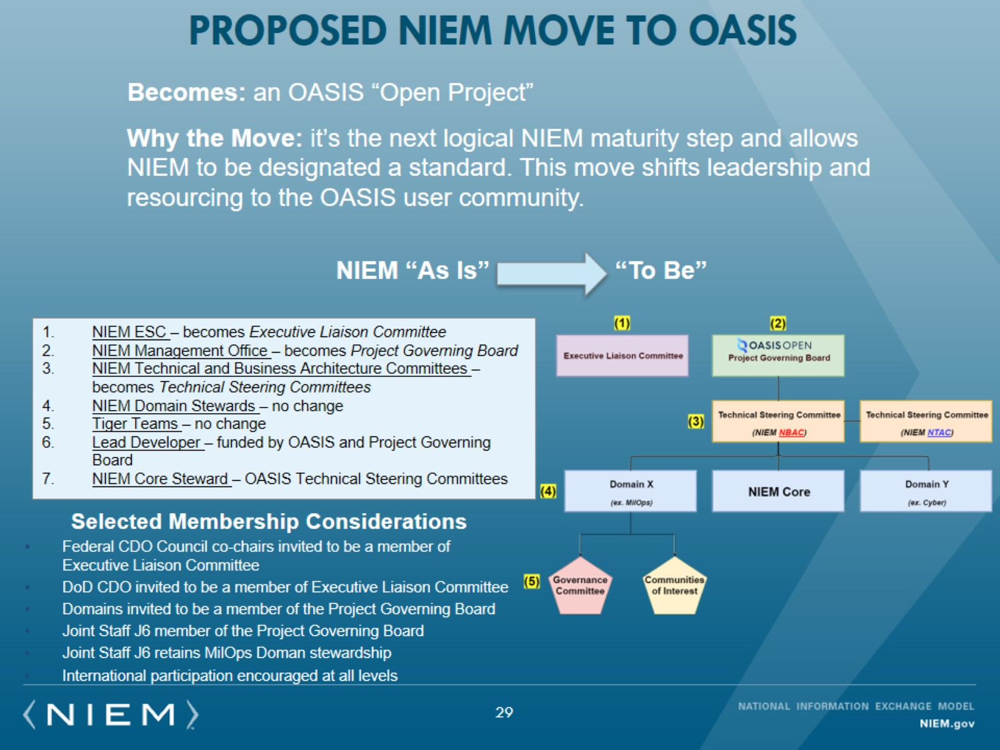 PROPOSED NIEM MOVE TO OASIS
Becomes: an OASIS “Open Project”
Why the Move: it’s the next logical NIEM maturity step and allows
NIEM to be designated a standard. This move shifts leadership and
resourcing to the OASIS user community.
NIEM “As Is” “To Be”
1. NIEM ESC – becomes Executive Liaison Committee
2. NIEM Management Office – becomes Project Governing Board
3. NIEM Technical and Business Architecture Committees –
becomes Technical Steering Committees
4. NIEM Domain Stewards – no change
5. Tiger Teams – no change
6. Lead Developer – funded by OASIS and Project Governing
Board
7. NIEM Core Steward – OASIS Technical Steering Committees
Selected Membership Considerations
• Federal CDO Council co-chairs invited to be a member of
Executive Liaison Committee
• DoD CDO invited to be a member of Executive Liaison Committee
• Domains invited to be a member of the Project Governing Board
• Joint Staff J6 member of the Project Governing Board
• Joint Staff J6 retains MilOps Doman stewardship
• International participation encouraged at all levels
(1)
Executive Liaison Committee
(2)
OASIS OPEN
Project Governing Board
(3)
Technical Steering Committee
(NIEM NBAC)
Technical Steering Committee
(NIEM NTAC)
(4)
Domain X
(ex. MilOps)
NIEM Core
Domain Y
(ex. Cyber)
(5)
Governance
Committee
Communities
of Interest
NIEM
29
NATIONAL INFORMATION EXCHANGE MODEL
NIEM.gov